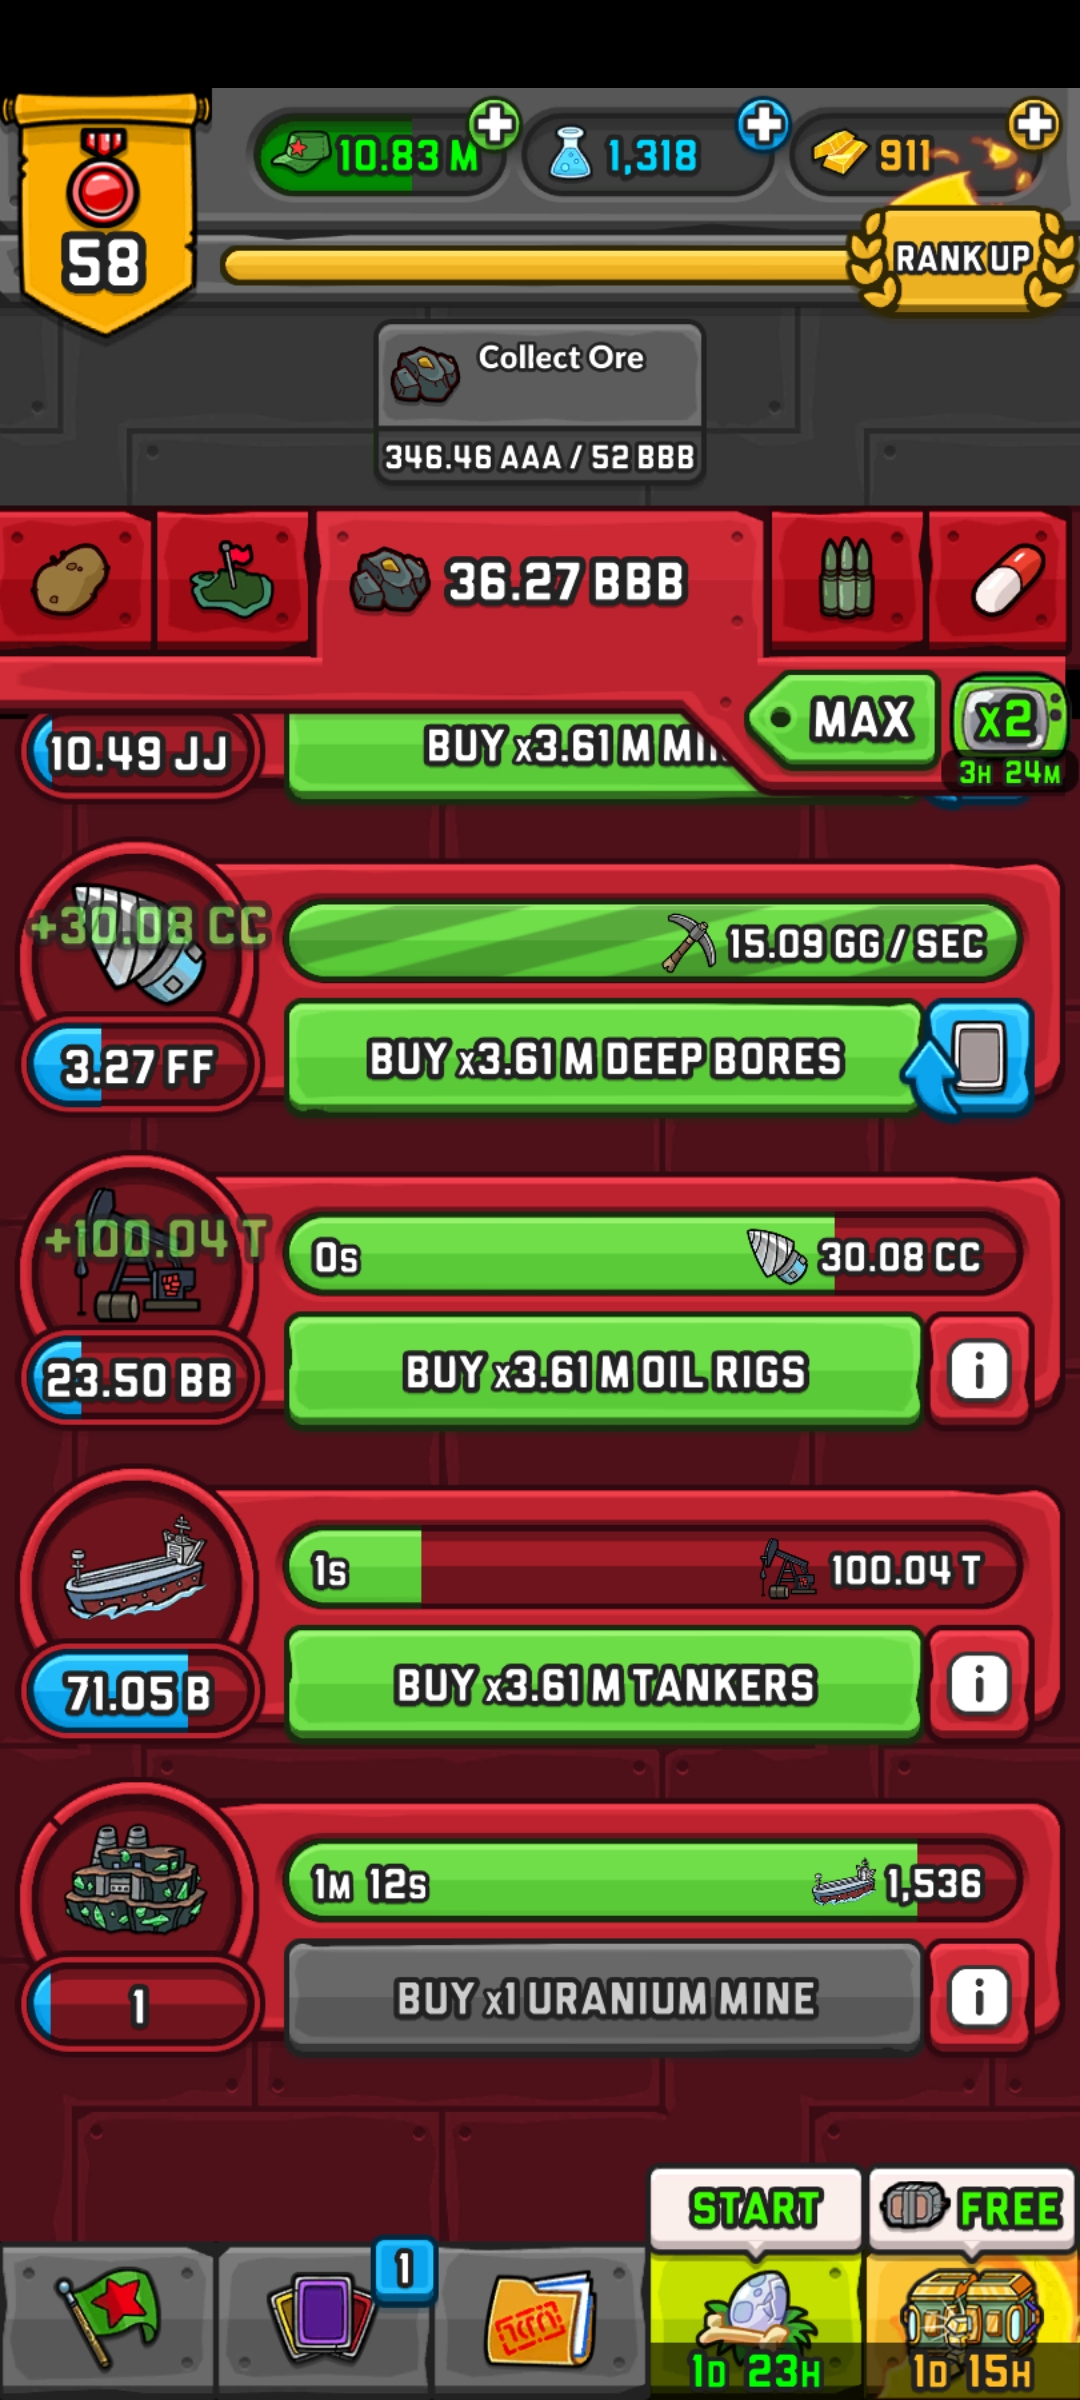 58
10.83 M
1,318
911
RANK UP
Collect Ore
346.46 AAA / 52 BBB
36.27 BBB
MAX
x2
3H 24M
10.49 JJ
BUY x3.61 M
+30.08 CC
15.09 GG / SEC
3.27 FF
BUY x3.61 M DEEP BORES
+100.04 T
0s
30.08 CC
23.50 BB
BUY x3.61 M OIL RIGS
i
1s
100.04 T
71.05 B
BUY x3.61 M TANKERS
i
1M 12s
1,536
1
BUY x1 URANIUM MINE
i
START
FREE
1
1D 23H
1D 15H